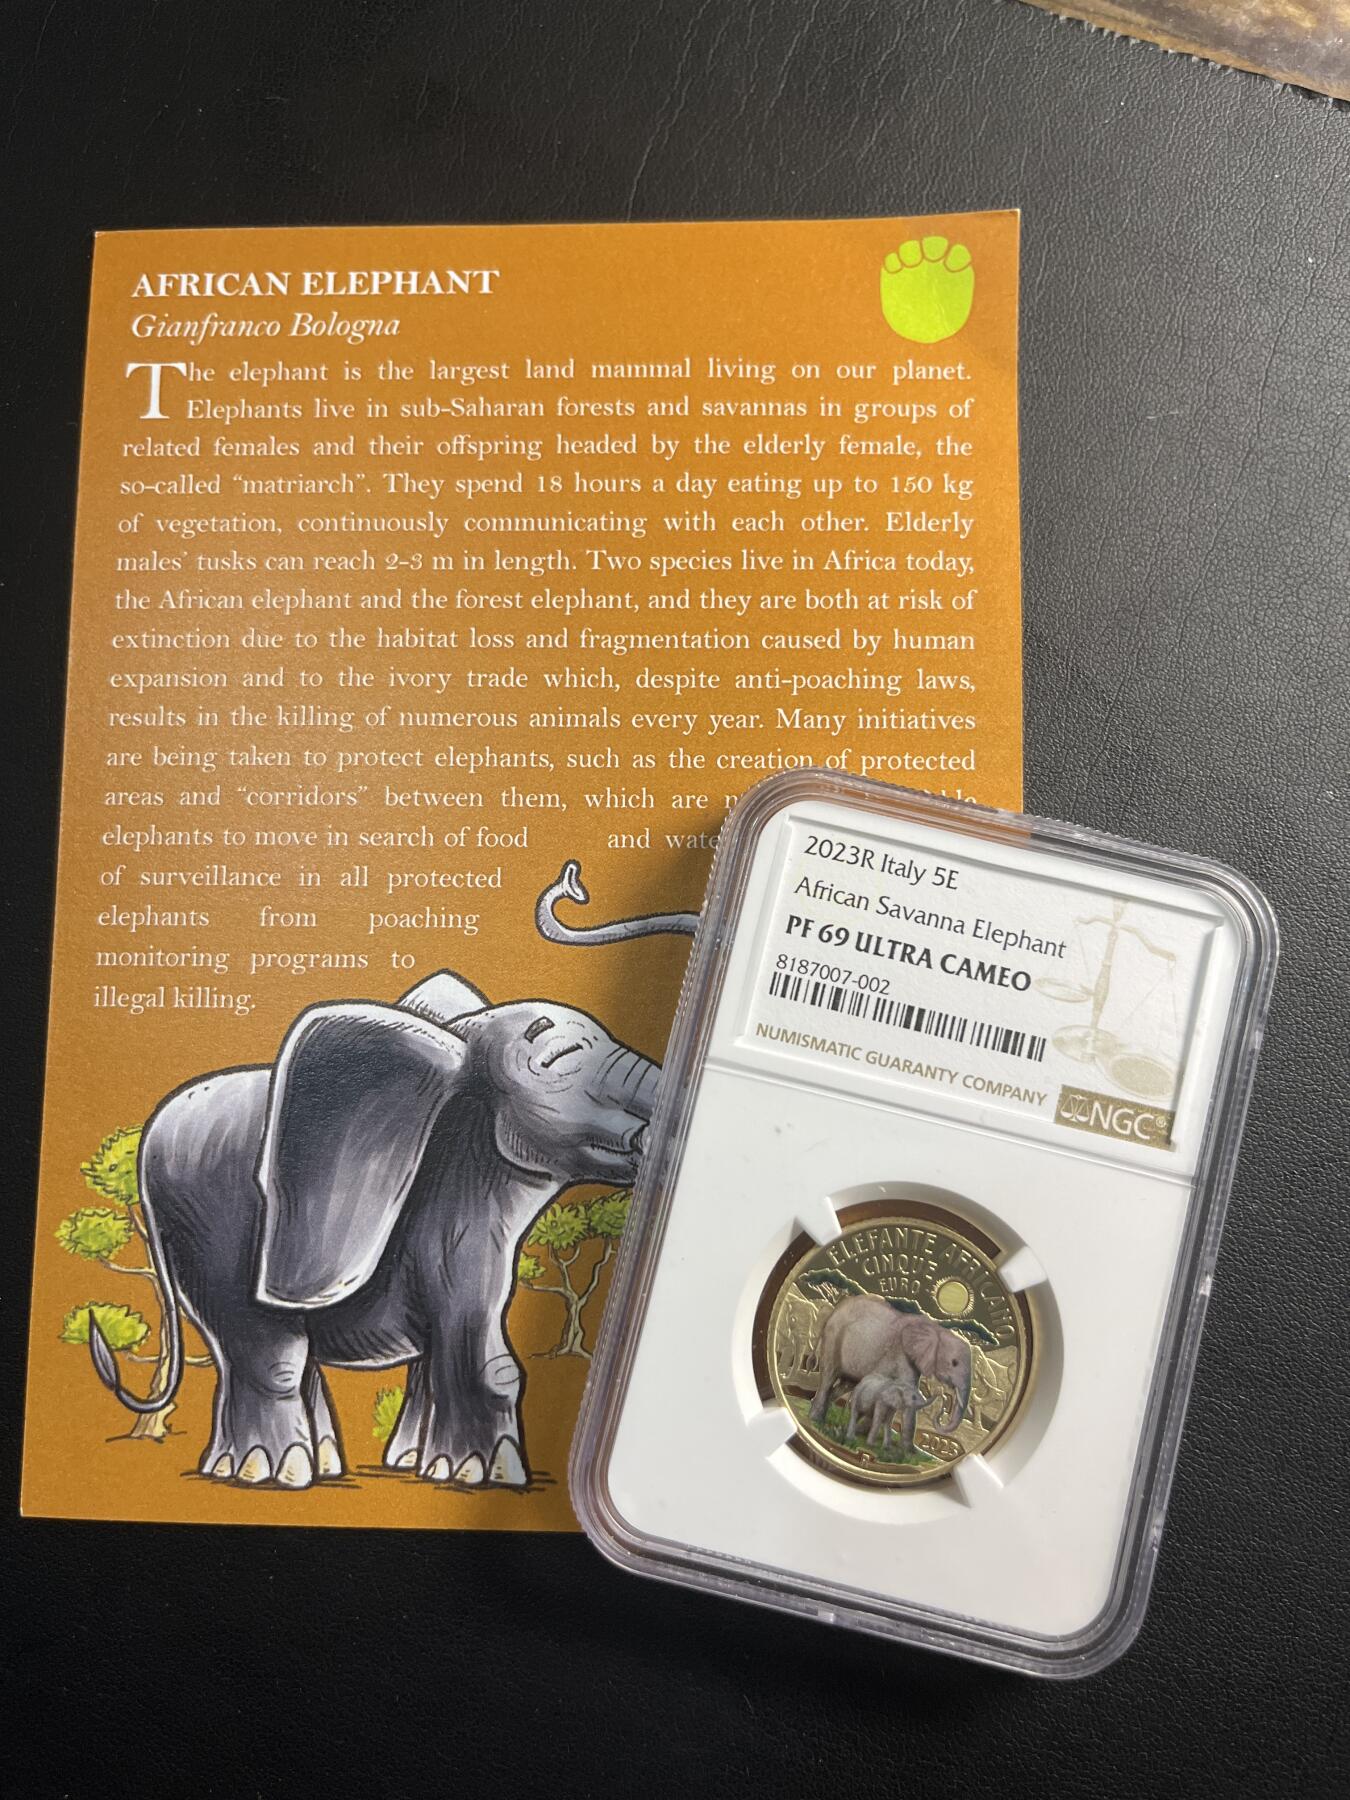 AFRICAN ELEPHANT
Gianfranco Bologna
The elephant is the largest land mammal living on our planet.
Elephants live in sub-Saharan forests and savannas in groups of
related females and their offspring headed by the elderly female, the
so-called “matriarch”. They spend 18 hours a day eating up to 150 kg
of vegetation, continuously communicating with each other. Elderly
males’ tusks can reach 2-3 m in length. Two species live in Africa today,
the African elephant and the forest elephant, and they are both at risk of
extinction due to the habitat loss and fragmentation caused by human
expansion and to the ivory trade which, despite anti-poaching laws,
results in the killing of numerous animals every year. Many initiatives
are being taken to protect elephants, such as the creation of protected
areas and “corridors” between them, which are
elephants to move in search of food and
of surveillance in all protected
elephants from poaching
monitoring programs to
illegal killing.
2023R Italy 5E
African Savanna Elephant
PF 69 ULTRA CAMEO
8187007-002
NUMISMATIC GUARANTY COMPANY
NGC®
ELEFANTE AFRICANO
CINQUE
EURO
2023
R